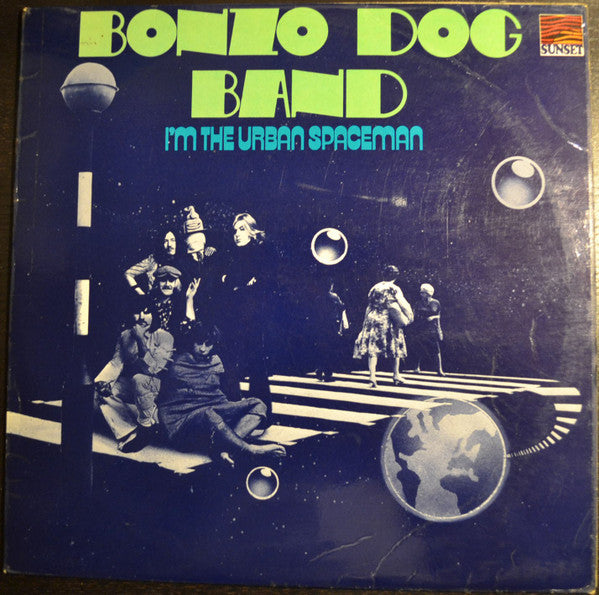 BONZO DOG
BAND
I'M THE URBAN SPACEMAN
SUNSET